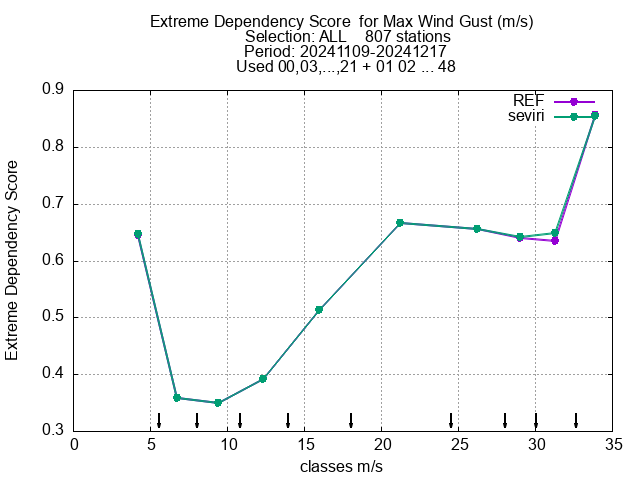 Extreme Dependency Score  for Max Wind Gust (m/s)
Selection: ALL    807 stations
Period: 20241109-20241217
Used 00,03,...,21 + 01 02 ... 48
REF
seviri
0.9
0.8
0.7
0.6
0.5
0.4
0.3
Extreme Dependency Score
0 5 10 15 20 25 30 35
classes m/s